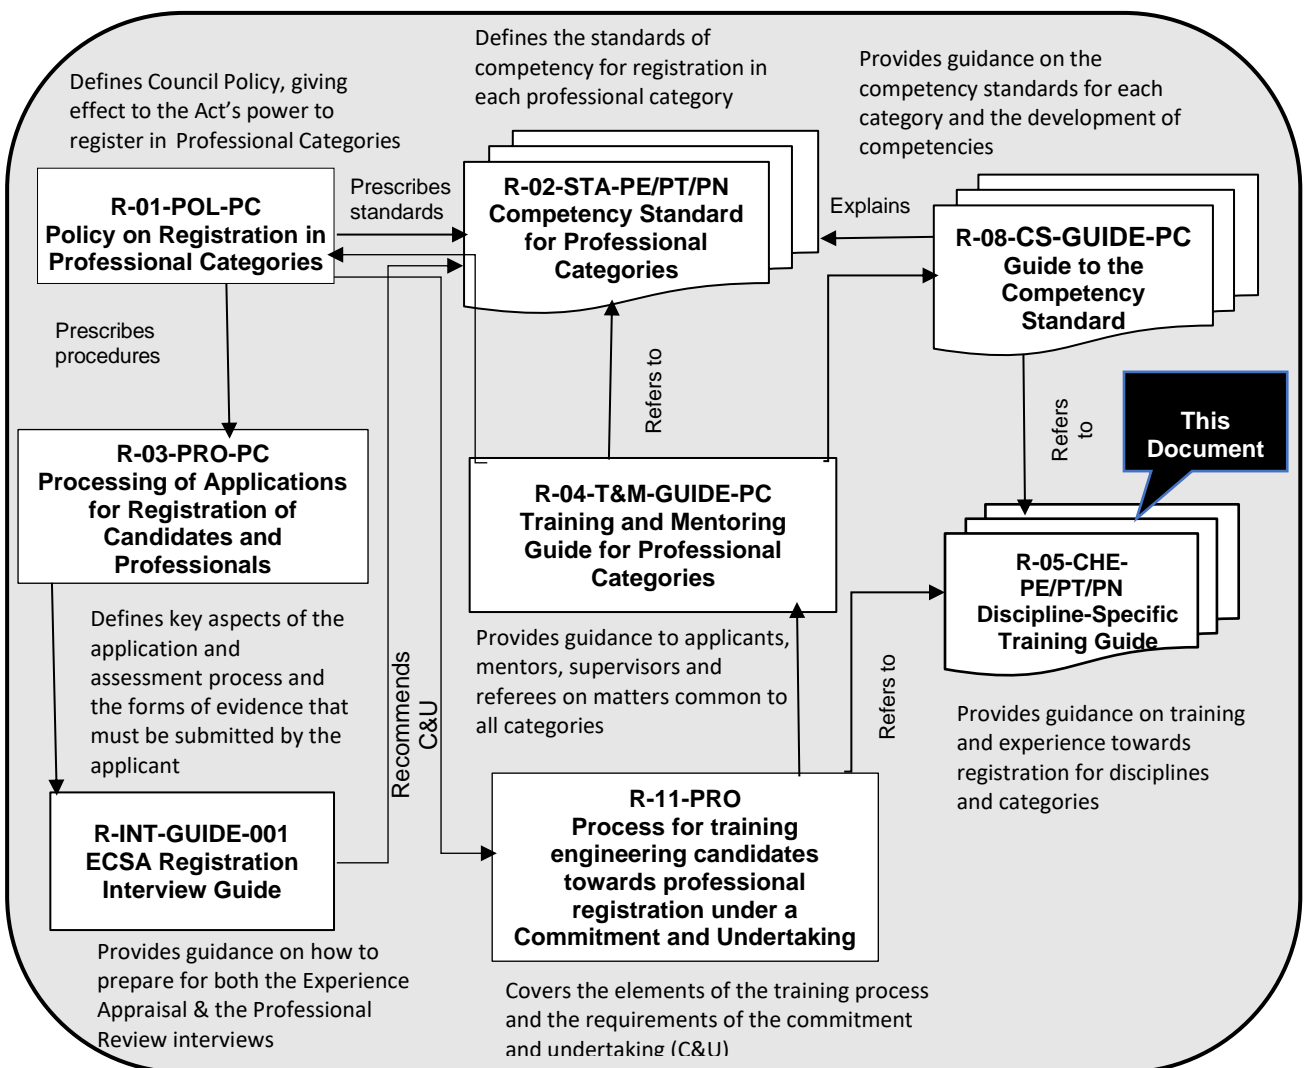 Defines the standards of
competency for registration in
each professional category
Provides guidance on the
competency standards for each
category and the development of
competencies
Defines Council Policy, giving
effect to the Act's power to
register in Professional Categories
R-01-POL-PC
Policy on Registration in
Professional Categories
Prescribes
standards
R-02-STA-PE/PT/PN
Competency Standard
for Professional
Categories
Explains
R-08-CS-GUIDE-PC
Guide to the
Competency
Standard
Prescribes
procedures
Refers to
Refers
to
This
Document
R-03-PRO-PC
Processing of Applications
for Registration of
Candidates and
Professionals
R-04-T&M-GUIDE-PC
Training and Mentoring
Guide for Professional
Categories
R-05-CHE-
PE/PT/PN
Discipline-Specific
Training Guide
Defines key aspects of the
application and
assessment process and
the forms of evidence that
must be submitted by the
applicant
Recommends
C&U
Provides guidance to applicants,
mentors, supervisors and
referees on matters common to
all categories
Refers to
Provides guidance on training
and experience towards
registration for disciplines
and categories
R-INT-GUIDE-001
ECSA Registration
Interview Guide
R-11-PRO
Process for training
engineering candidates
towards professional
registration under a
Commitment and Undertaking
Provides guidance on how to
prepare for both the Experience
Appraisal & the Professional
Review interviews
Covers the elements of the training process
and the requirements of the commitment
and undertaking (C&U)